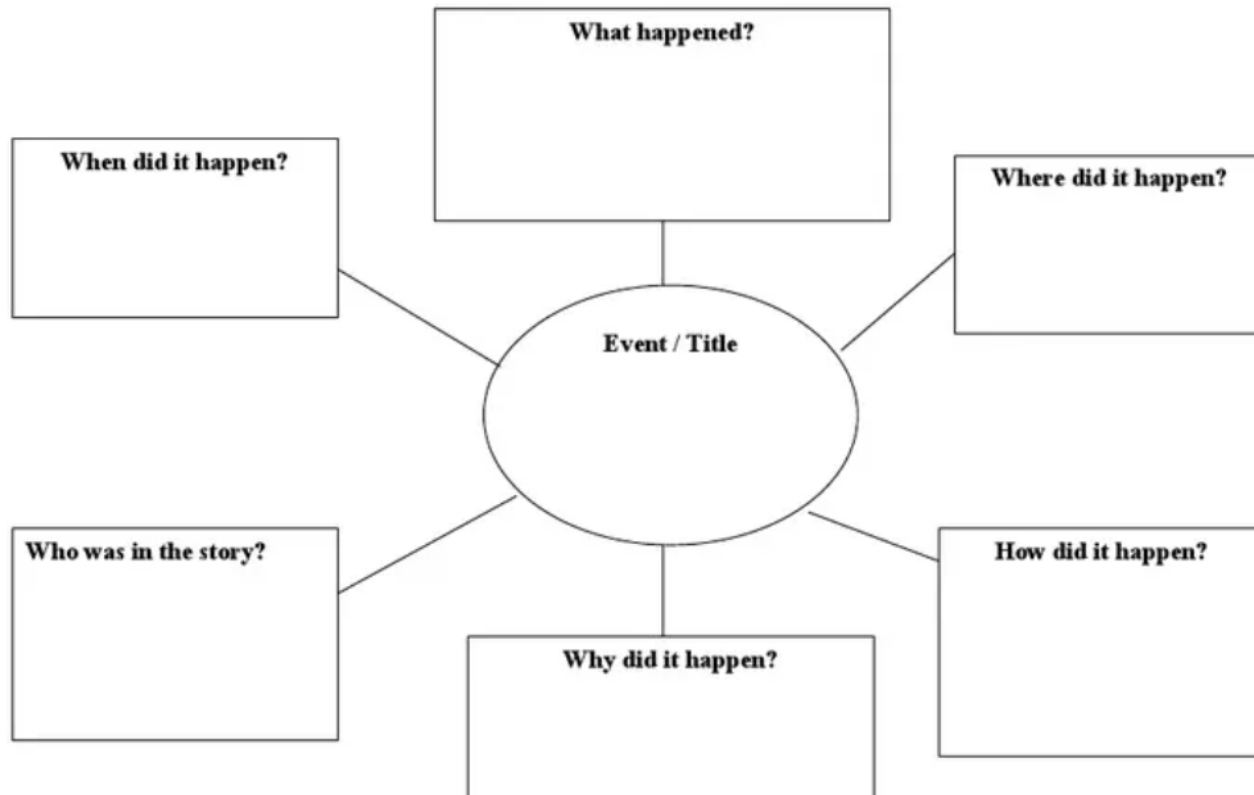 What happened?
When did it happen?
Where did it happen?
Event / Title
Who was in the story?
How did it happen?
Why did it happen?